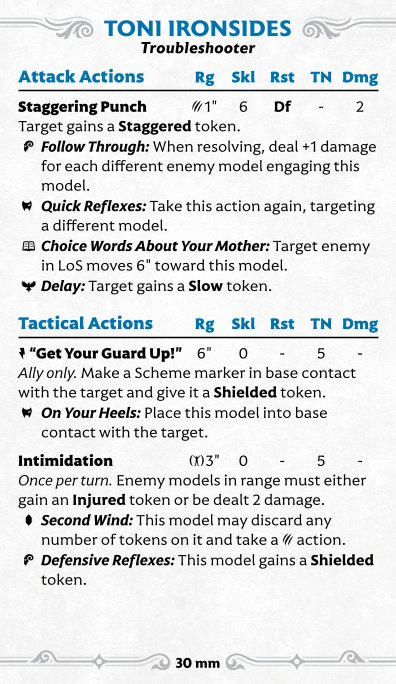 TONI IRONSIDES
Troubleshooter
Attack Actions Rg Skl Rst TN Dmg
Staggering Punch 1" 6 Df - 2
Target gains a Staggered token.
Follow Through: When resolving, deal +1 damage
for each different enemy model engaging this
model.
Quick Reflexes: Take this action again, targeting
a different model.
Choice Words About Your Mother: Target enemy
in LoS moves 6" toward this model.
Delay: Target gains a Slow token.
Tactical Actions Rg Skl Rst TN Dmg
“Get Your Guard Up!” 6" 0 - 5 -
Ally only. Make a Scheme marker in base contact
with the target and give it a Shielded token.
On Your Heels: Place this model into base
contact with the target.
Intimidation 3" 0 - 5 -
Once per turn. Enemy models in range must either
gain an Injured token or be dealt 2 damage.
Second Wind: This model may discard any
number of tokens on it and take a action.
Defensive Reflexes: This model gains a Shielded
token.
30 mm